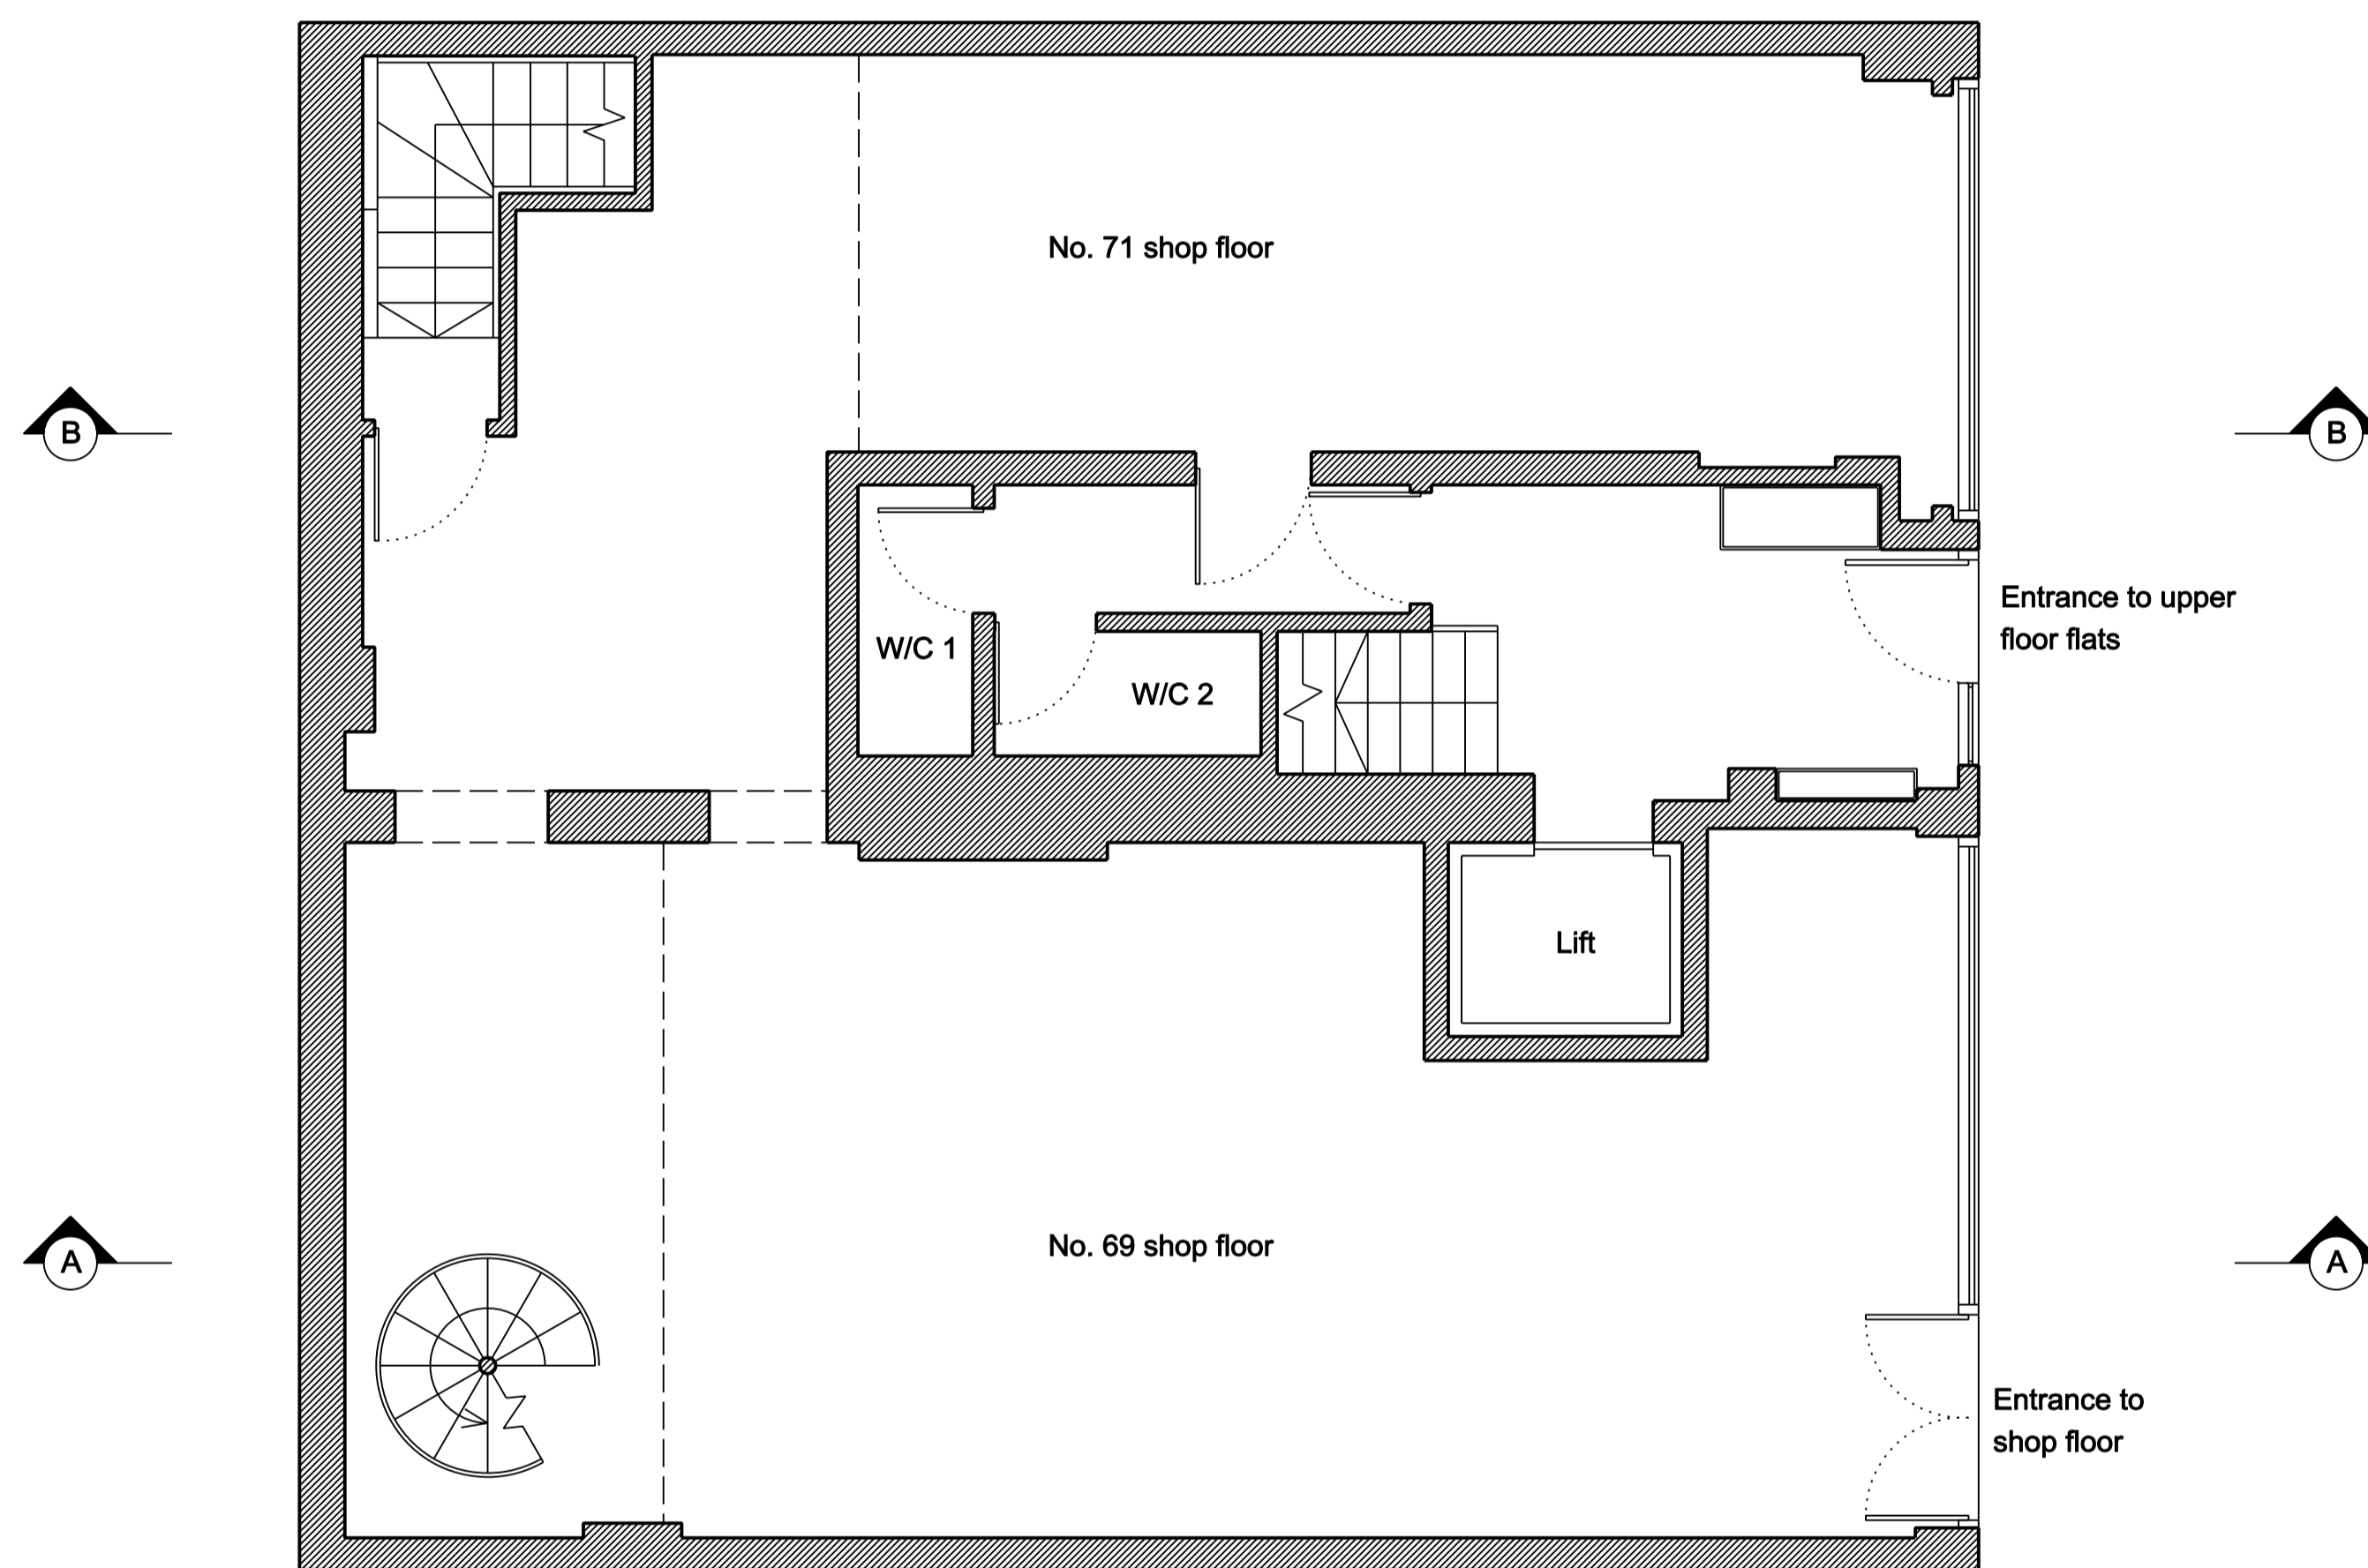 No. 71 shop floor
B
B
Entrance to upper
floor flats
W/C 1
W/C 2
Lift
No. 69 shop floor
A
A
Entrance to
shop floor